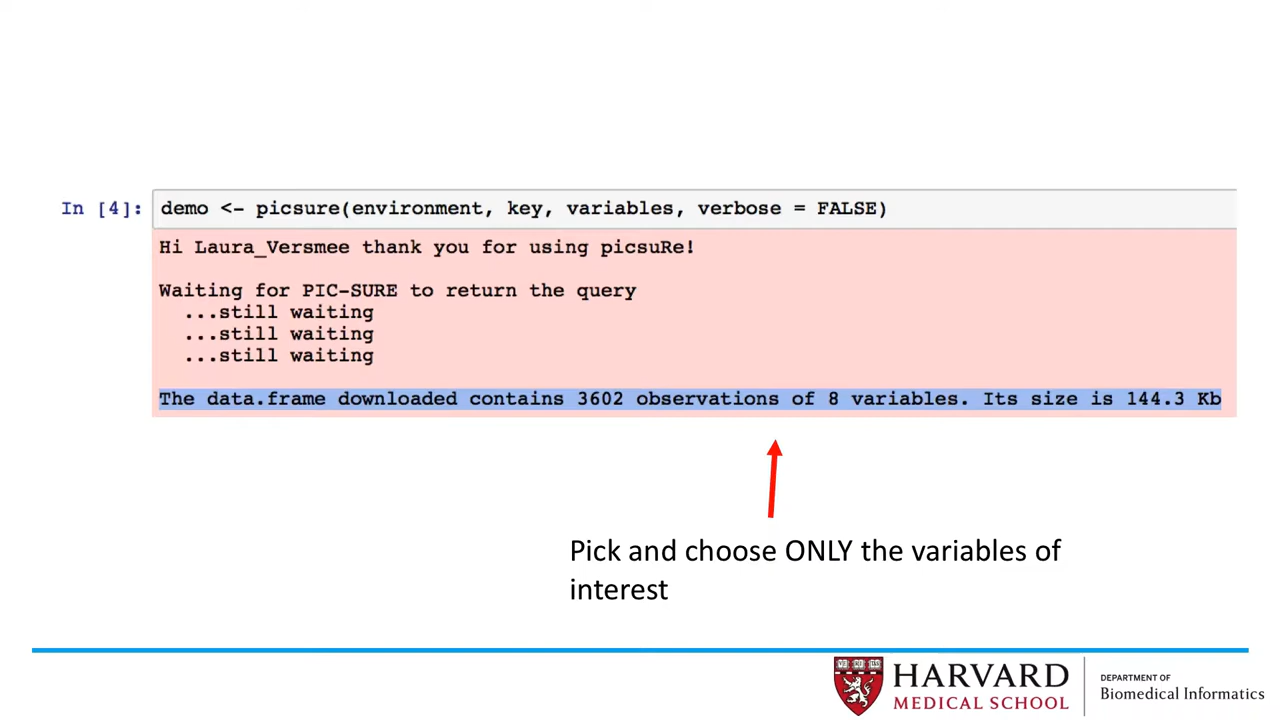 In [4]: demo <- picsure(environment, key, variables, verbose = FALSE)
Hi Laura_Versmee thank you for using picsuRe!
Waiting for PIC-SURE to return the query
...still waiting
...still waiting
...still waiting
The data.frame downloaded contains 3602 observations of 8 variables. Its size is 144.3 Kb
Pick and choose ONLY the variables of
interest
HARVARD
MEDICAL SCHOOL
DEPARTMENT OF
Biomedical Informatics